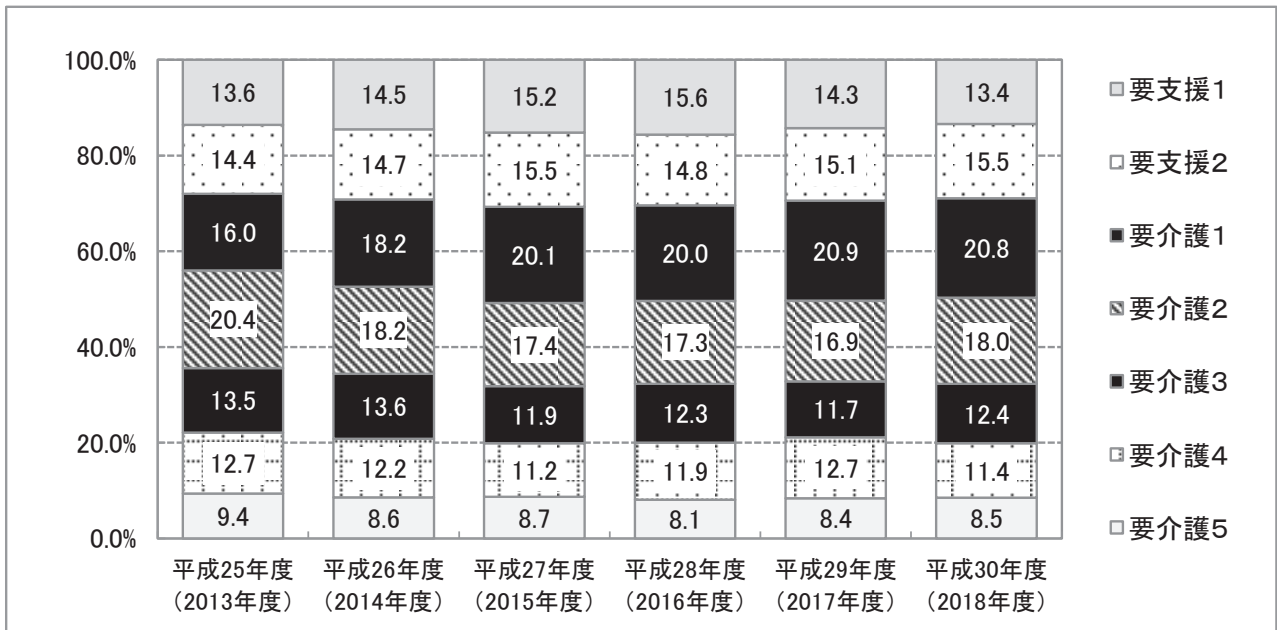 100.0%
80.0%
60.0%
40.0%
20.0%
0.0%
13.6 14.5 15.2 15.6 14.3 13.4
14.4 14.7 15.5 14.8 15.1 15.5
16.0 18.2 20.1 20.0 20.9 20.8
20.4 18.2 17.4 17.3 16.9 18.0
13.5 13.6 11.9 12.3 11.7 12.4
12.7 12.2 11.2 11.9 12.7 11.4
9.4 8.6 8.7 8.1 8.4 8.5
平成25年度 平成26年度 平成27年度 平成28年度 平成29年度 平成30年度
（2013年度） （2014年度） （2015年度） （2016年度） （2017年度） （2018年度）
要支援1
要支援2
要介護1
要介護2
要介護3
要介護4
要介護5